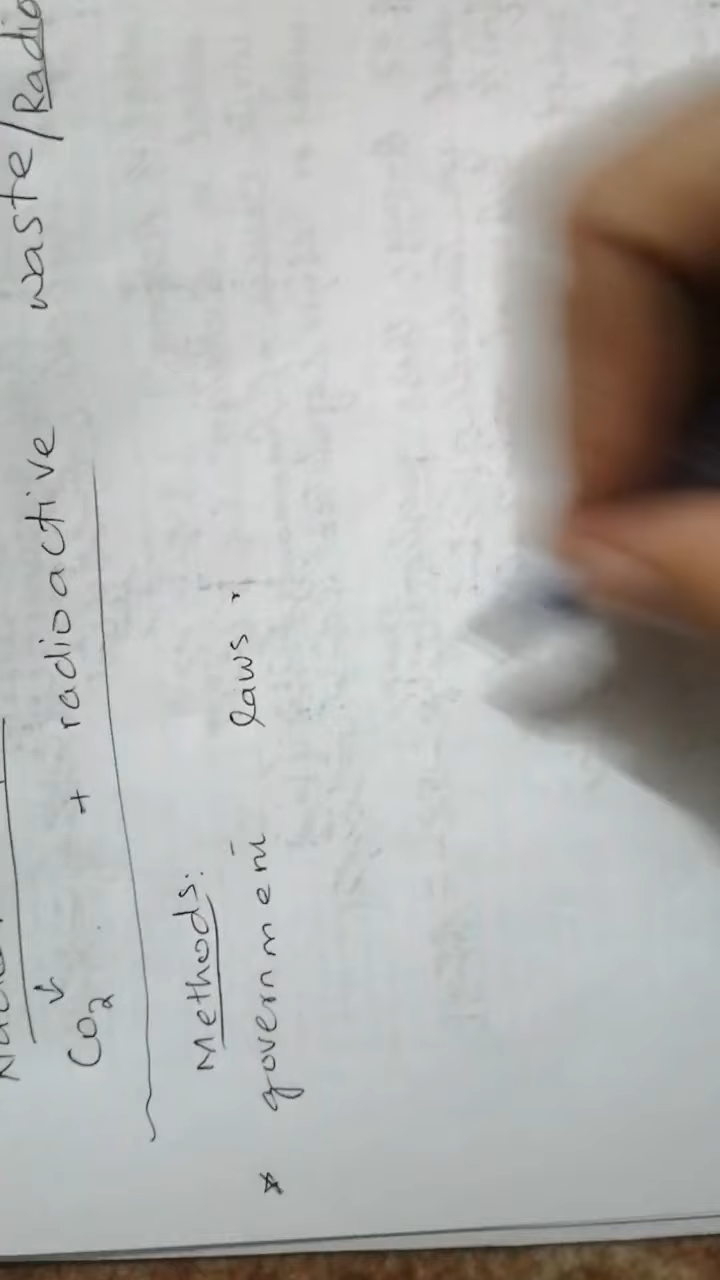 CO₂ + radioactive waste/Radio
Methods:
* government laws.